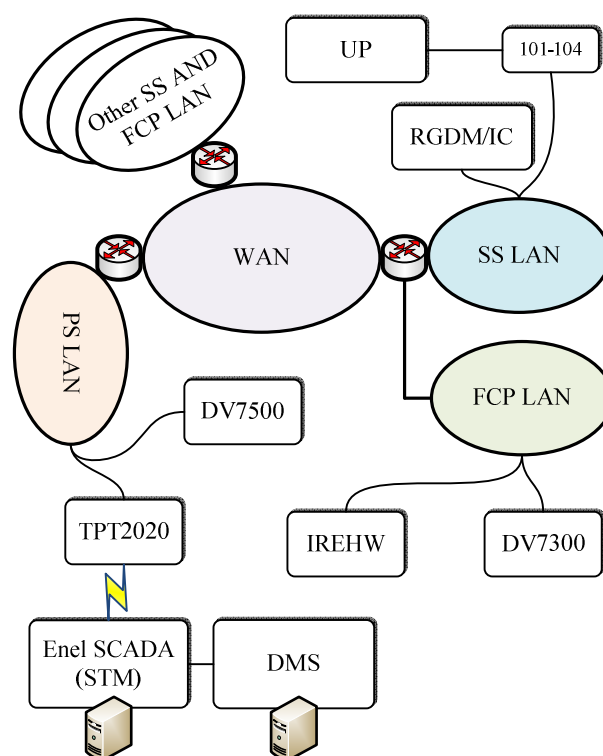 UP
101-104
Other SS AND
FCP LAN
RGDM/IC
WAN
SS LAN
PS LAN
FCP LAN
DV7500
TPT2020
IREHW
DV7300
Enel SCADA
(STM)
DMS